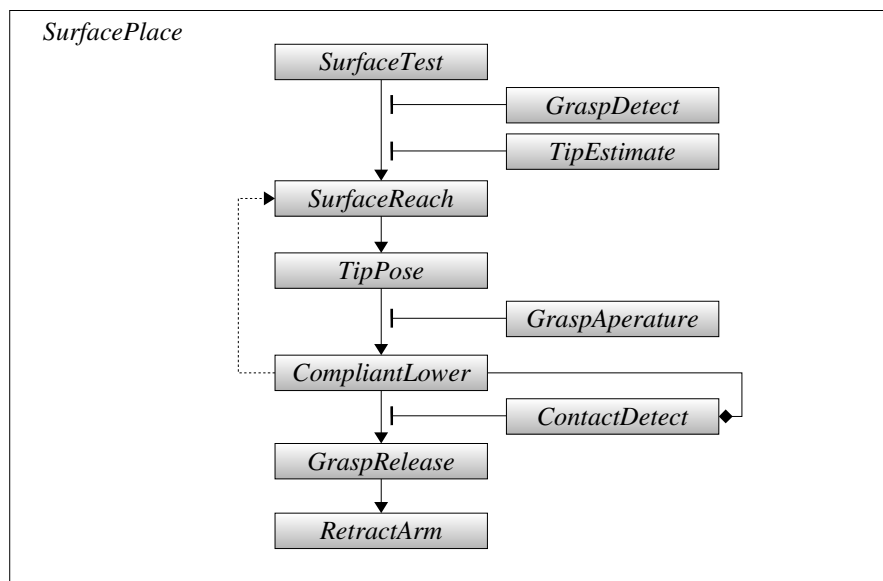 SurfacePlace
SurfaceTest
GraspDetect
TipEstimate
SurfaceReach
TipPose
GraspAperature
CompliantLower
ContactDetect
GraspRelease
RetractArm